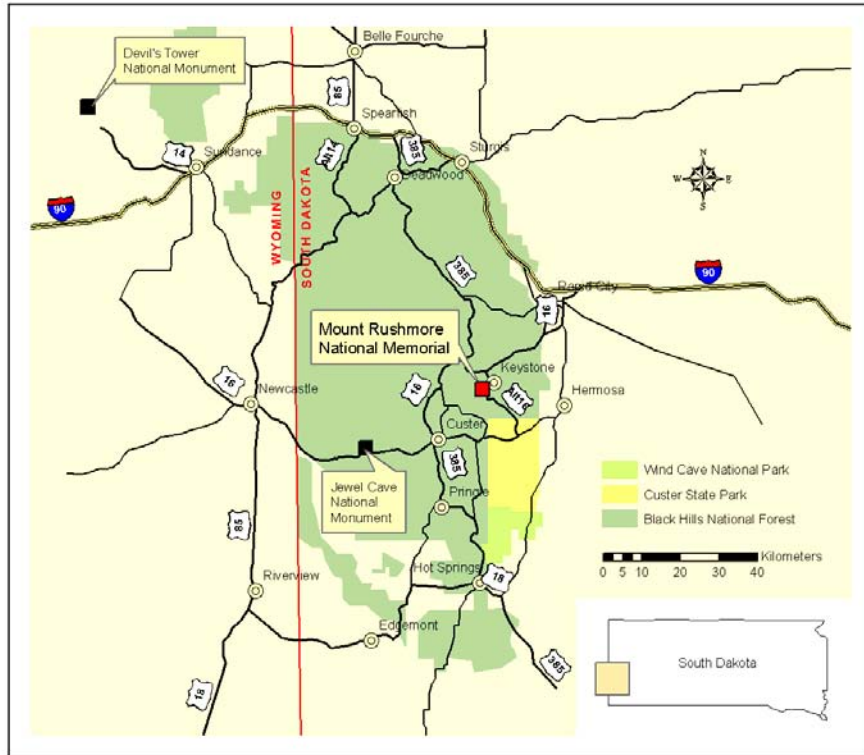 Belle Fourche
Devil's Tower
National Monument
85
Spearfish
14
Sundance
Alt14
385
Sturgis
Deadwood
N
W E
S
90
WYOMING
SOUTH DAKOTA
385
90
Rapid City
16
Mount Rushmore
National Memorial
Keystone
16
Newcastle
16
Alt16
Hermosa
Custer
385
Jewel Cave
National
Monument
Pringle
Wind Cave National Park
Custer State Park
Black Hills National Forest
Kilometers
0 5 10 20 30 40
85
Riverview
Hot Springs
18
Edgemont
385
18
South Dakota